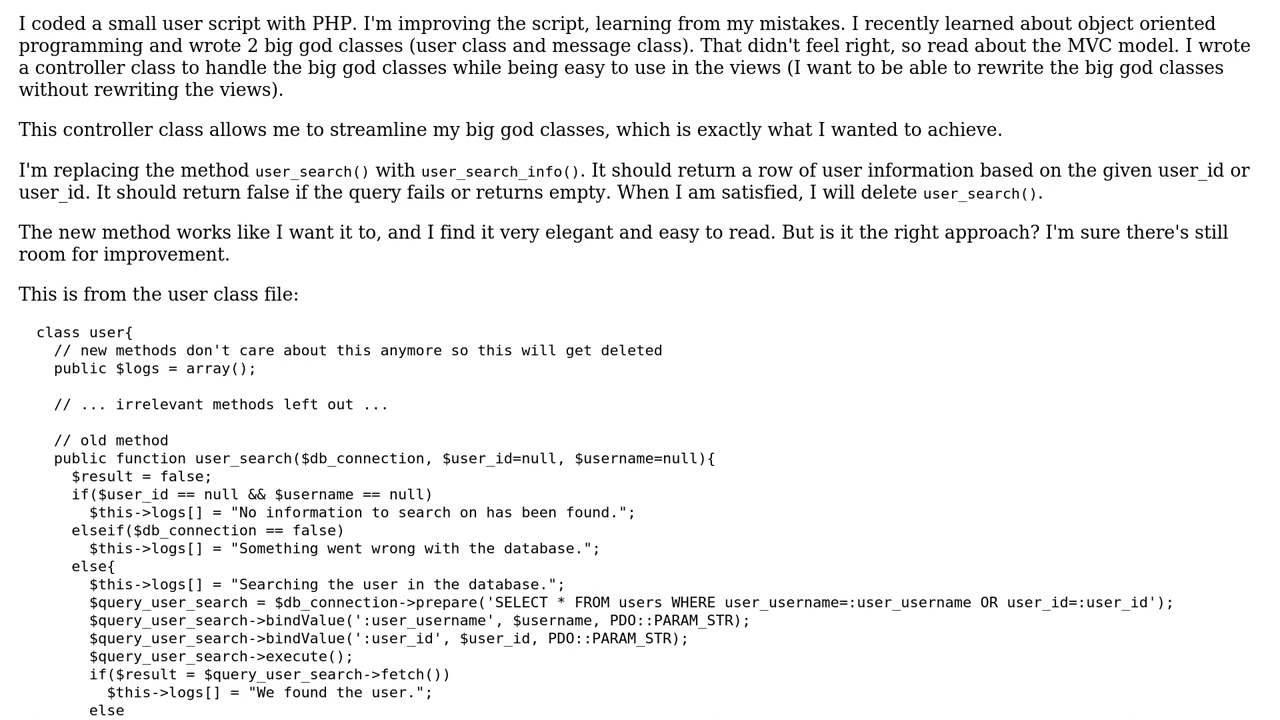 I coded a small user script with PHP. I'm improving the script, learning from my mistakes. I recently learned about object oriented
programming and wrote 2 big god classes (user class and message class). That didn't feel right, so read about the MVC model. I wrote
a controller class to handle the big god classes while being easy to use in the views (I want to be able to rewrite the big god classes
without rewriting the views).
This controller class allows me to streamline my big god classes, which is exactly what I wanted to achieve.
I'm replacing the method user_search() with user_search_info(). It should return a row of user information based on the given user_id or
user_id. It should return false if the query fails or returns empty. When I am satisfied, I will delete user_search().
The new method works like I want it to, and I find it very elegant and easy to read. But is it the right approach? I'm sure there's still
room for improvement.
This is from the user class file:
class user{
  // new methods don't care about this anymore so this will get deleted
  public $logs = array();
  // ... irrelevant methods left out ...
  // old method
  public function user_search($db_connection, $user_id=null, $username=null){
    $result = false;
    if($user_id == null && $username == null)
      $this->logs[] = "No information to search on has been found.";
    elseif($db_connection == false)
      $this->logs[] = "Something went wrong with the database.";
    else{
      $this->logs[] = "Searching the user in the database.";
      $query_user_search = $db_connection->prepare('SELECT * FROM users WHERE user_username=:user_username OR user_id=:user_id');
      $query_user_search->bindValue(':user_username', $username, PDO::PARAM_STR);
      $query_user_search->bindValue(':user_id', $user_id, PDO::PARAM_STR);
      $query_user_search->execute();
      if($result = $query_user_search->fetch())
        $this->logs[] = "We found the user.";
      else